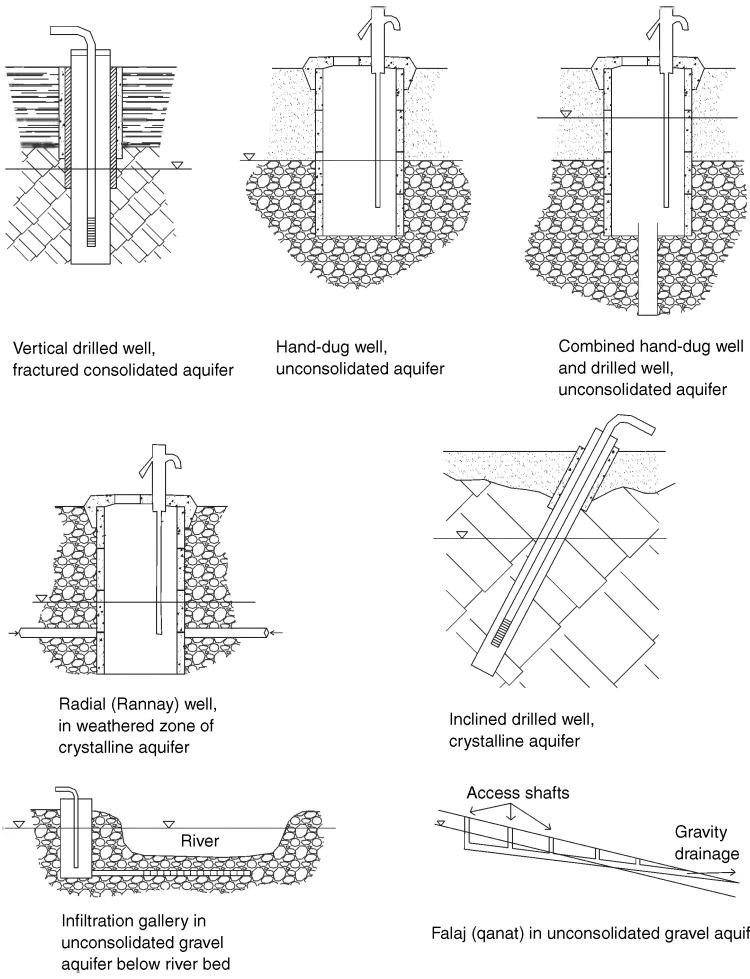 Vertical drilled well,
fractured consolidated aquifer
Hand-dug well,
unconsolidated aquifer
Combined hand-dug well
and drilled well,
unconsolidated aquifer
Radial (Rannay) well,
in weathered zone of
crystalline aquifer
Inclined drilled well,
crystalline aquifer
River
Infiltration gallery in
unconsolidated gravel
aquifer below river bed
Access shafts
Gravity
drainage
Falaj (qanat) in unconsolidated gravel aquif